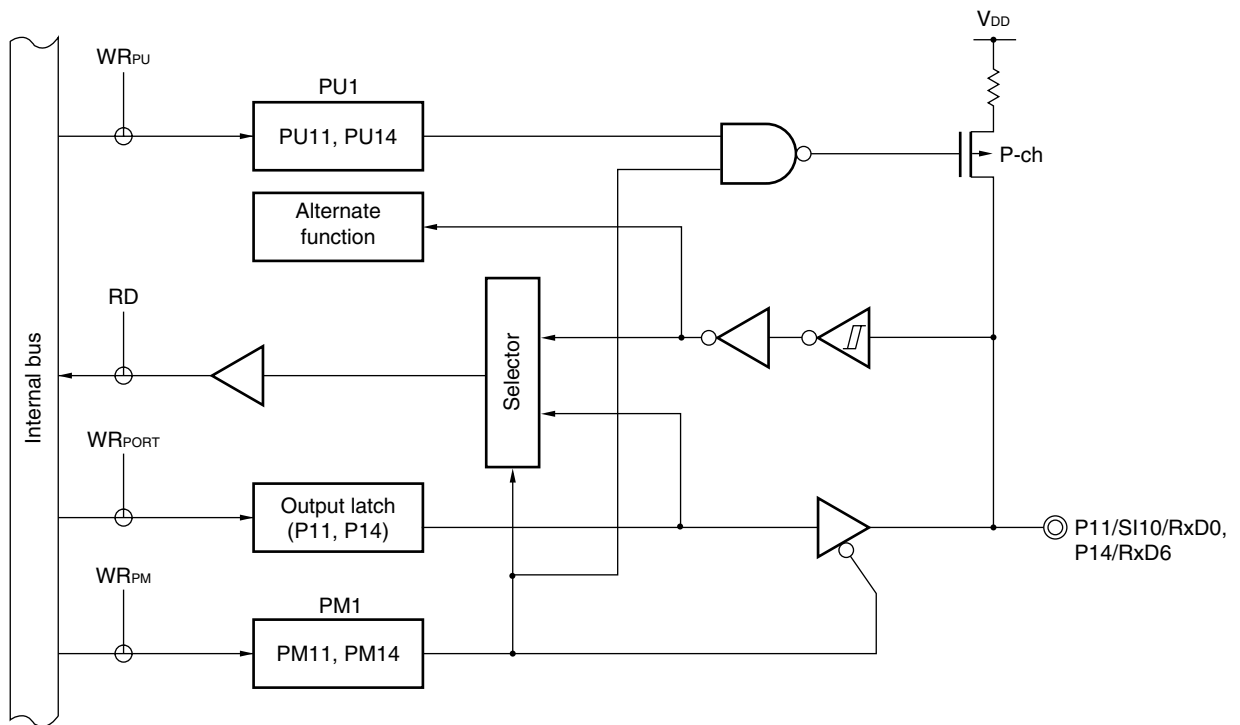 VDD
WRPU
PU1
PU11, PU14
P-ch
Alternate
function
RD
Internal bus
Selector
WRPORT
Output latch
(P11, P14)
P11/SI10/RxD0,
P14/RxD6
WRPM
PM1
PM11, PM14